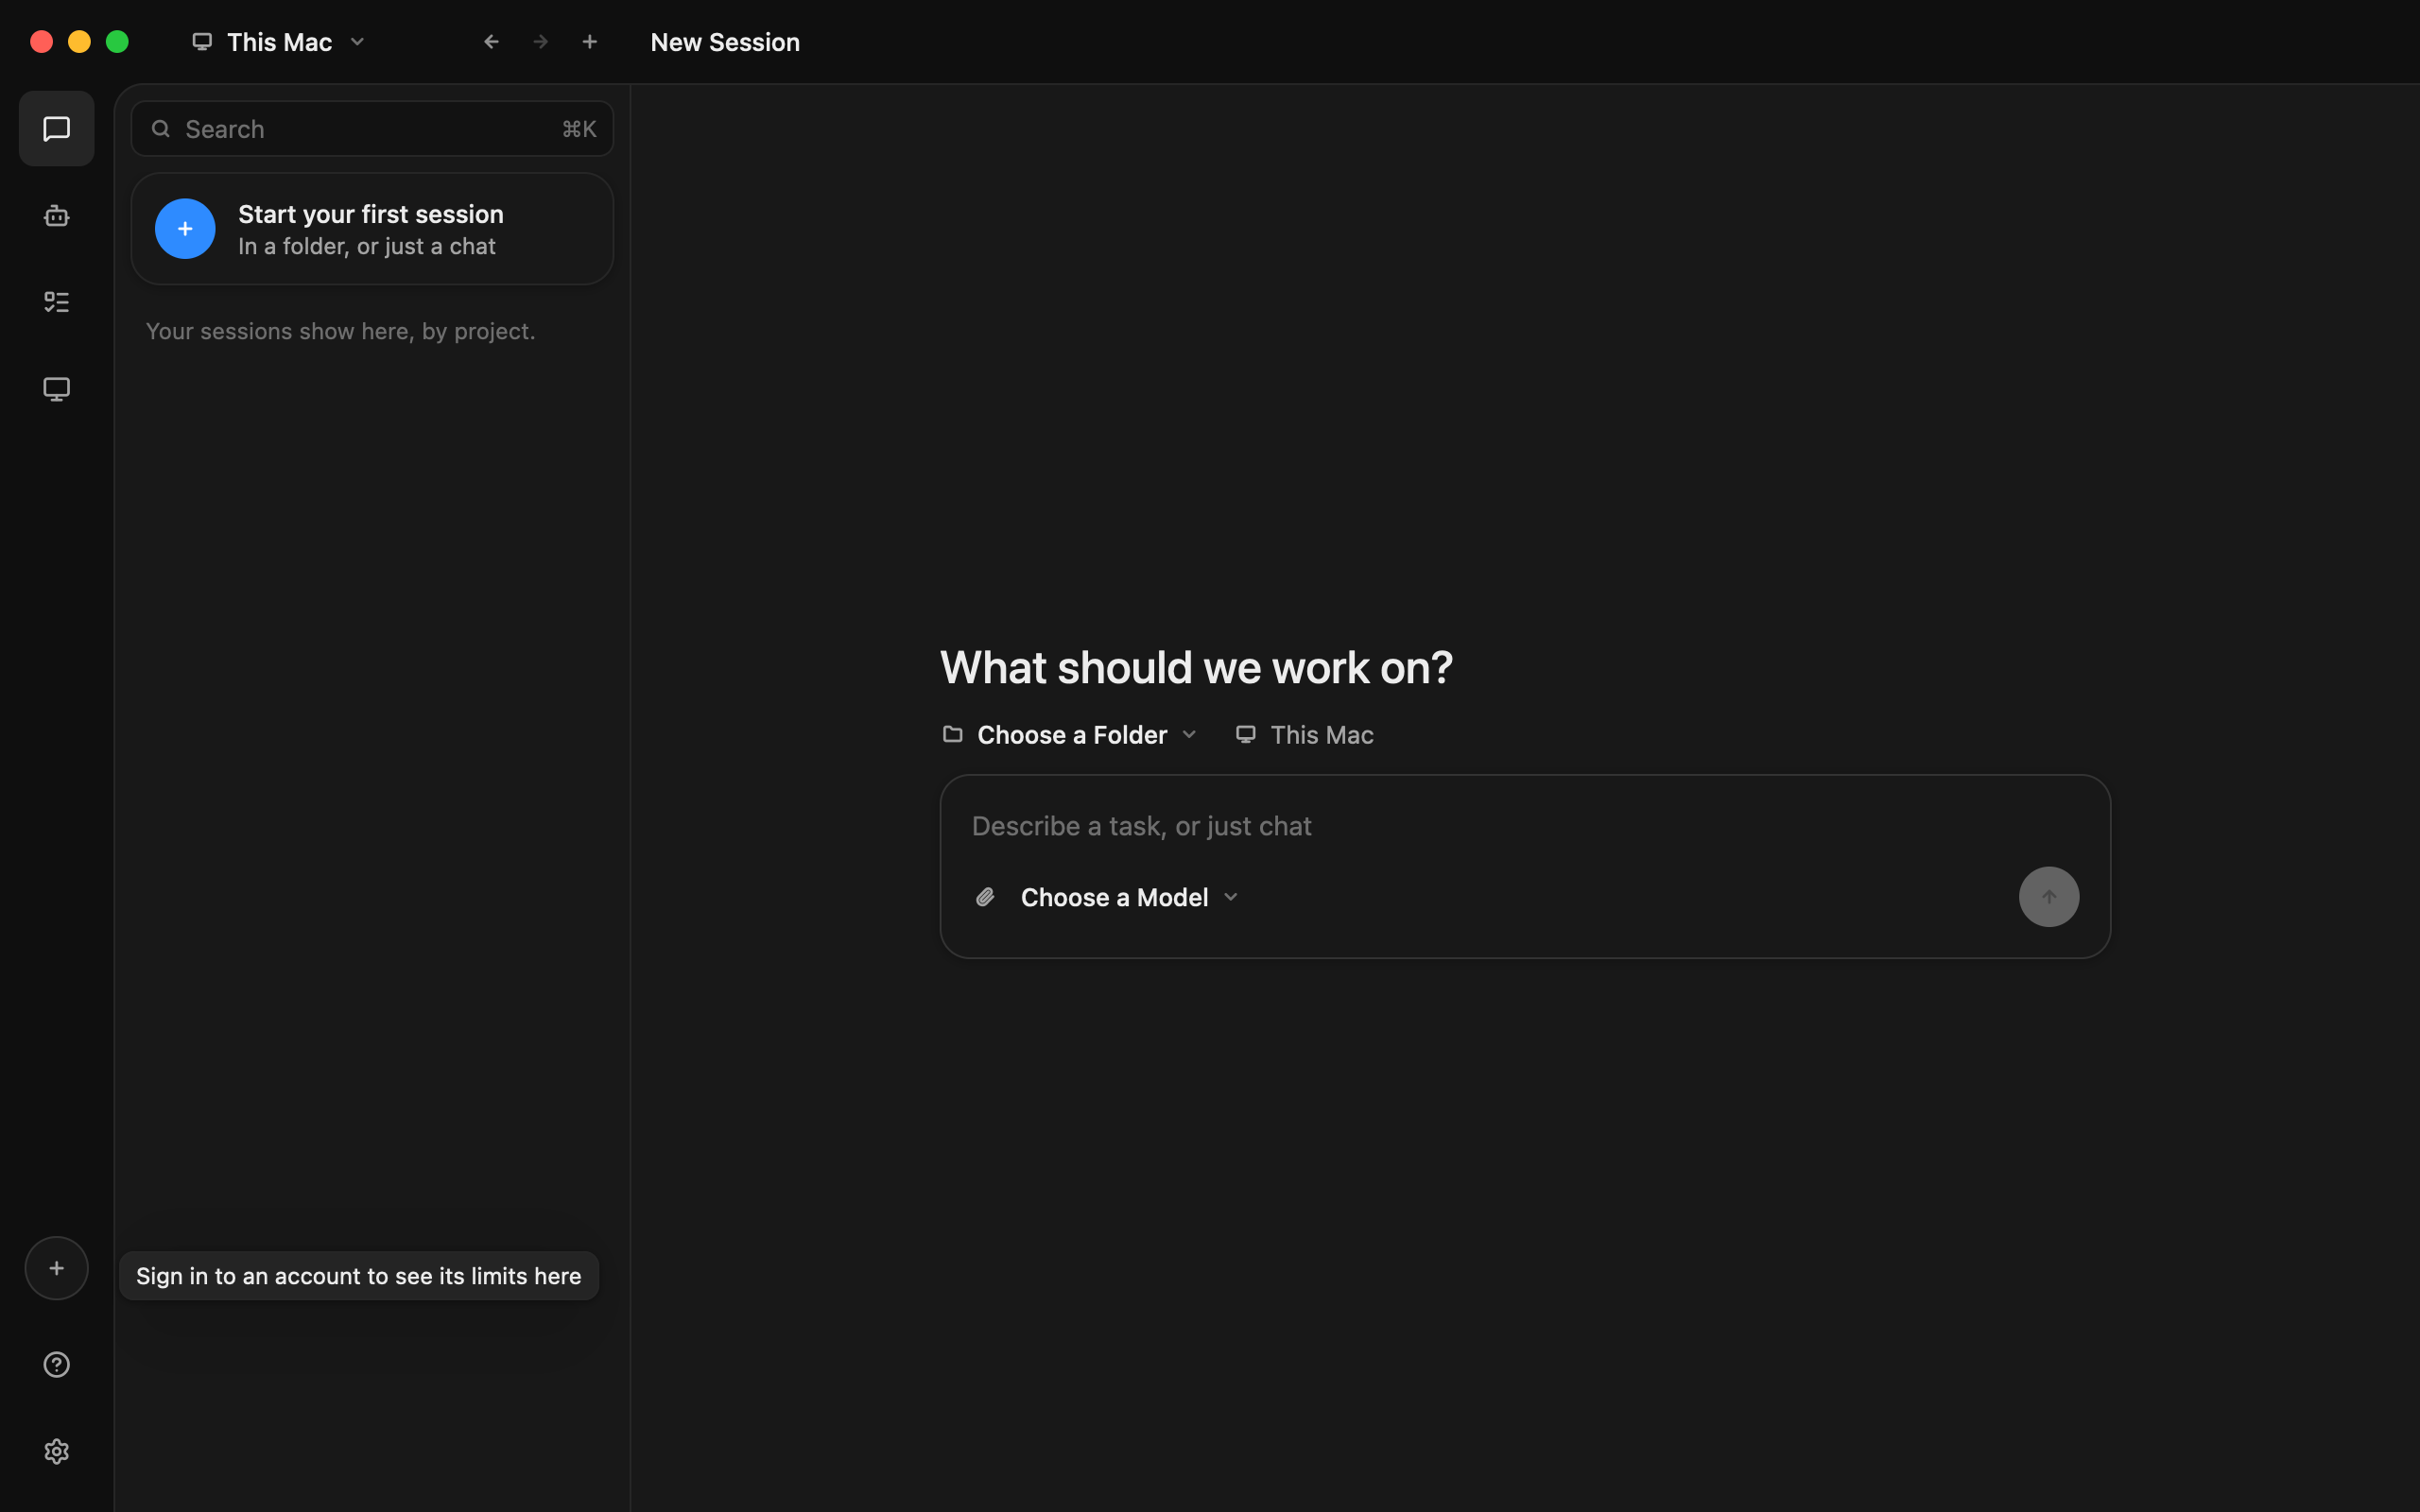 This Mac
New Session
Search
⌘K
Start your first session
In a folder, or just a chat
Your sessions show here, by project.
What should we work on?
Choose a Folder
This Mac
Describe a task, or just chat
Choose a Model
Sign in to an account to see its limits here